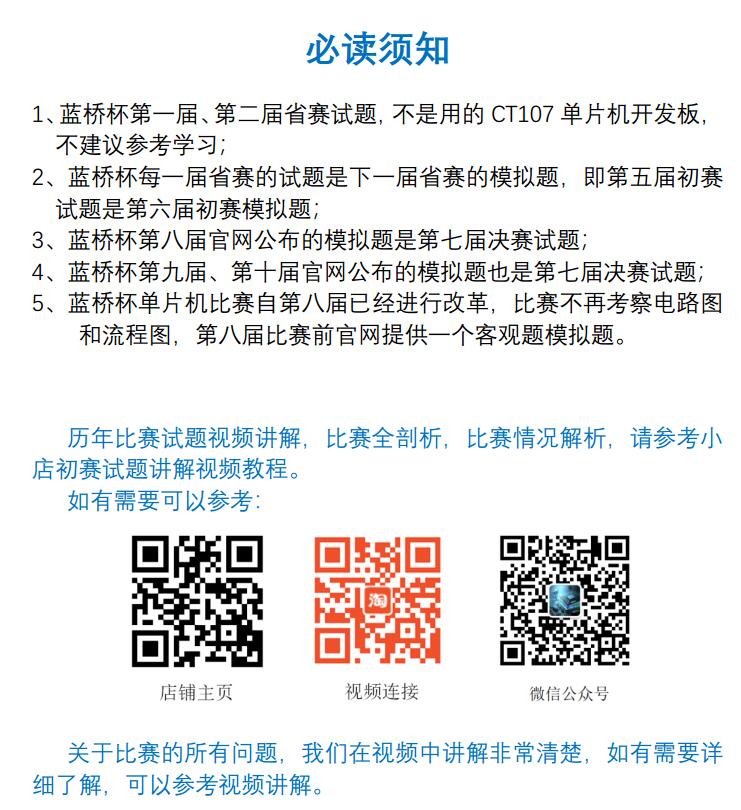 必读须知
1、蓝桥杯第一届、第二届省赛试题,不是用的 CT107 单片机开发板,
不建议参考学习;
2、蓝桥杯每一届省赛的试题是下一届省赛的模拟题，即第五届初赛
试题是第六届初赛模拟题;
3、蓝桥杯第八届官网公布的模拟题是第七届决赛试题;
4、蓝桥杯第九届、第十届官网公布的模拟题也是第七届决赛试题;
5、蓝桥杯单片机比赛自第八届已经进行改革，比赛不再考察电路图
和流程图，第八届比赛前官网提供一个客观题模拟题。
历年比赛试题视频讲解，比赛全剖析，比赛情况解析，请参考小
店初赛试题讲解视频教程。
如有需要可以参考:
淘
店铺主页
视频连接
微信公众号
关于比赛的所有问题，我们在视频中讲解非常清楚，如有需要详
细了解，可以参考视频讲解。